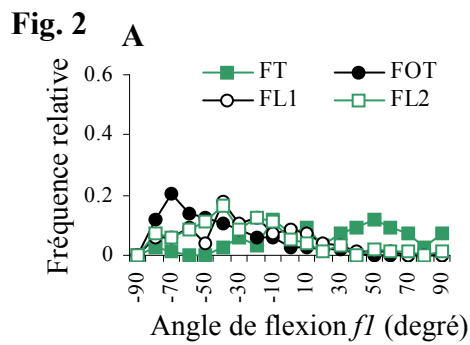 Fig. 2 A
FT FOT
FL1 FL2
Fréquence relative
0.6
0.4
0.2
0
-90 -70 -50 -30 -10 10 30 50 70 90
Angle de flexion f1 (degré)